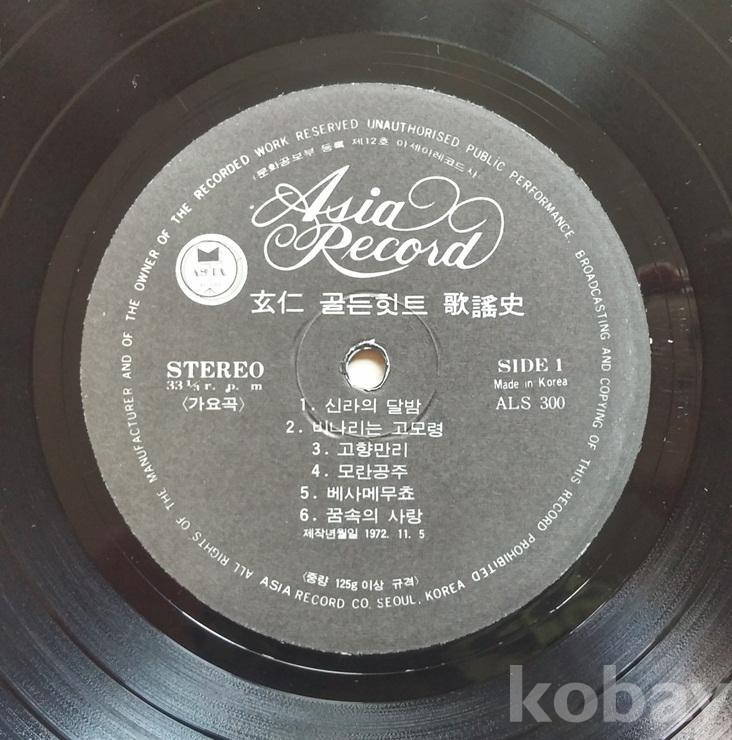 ALL RIGHTS OF THE MANUFACTURER AND OF THE OWNER OF THE RECORDED WORK RESERVED UNAUTHORISED PUBLIC PERFORMANCE. BROADCASTING AND COPYING OF THIS RECORD PROHIBITED
(문화공보부 등록 제12호 아세아레코드사)
Asia
Record
ASIA
玄仁 골든힛트 歌謠史
STEREO
33⅓ r. p. m
〈가요곡〉
SIDE 1
Made in Korea
ALS 300
1. 신라의 달밤
2. 비나리는 고모령
3. 고향만리
4. 모란공주
5. 베사메무쵸
6. 꿈속의 사랑
제작년월일 1972. 11. 5
〈중량 125g 이상 규격〉
ASIA RECORD CO. SEOUL. KOREA
kobay